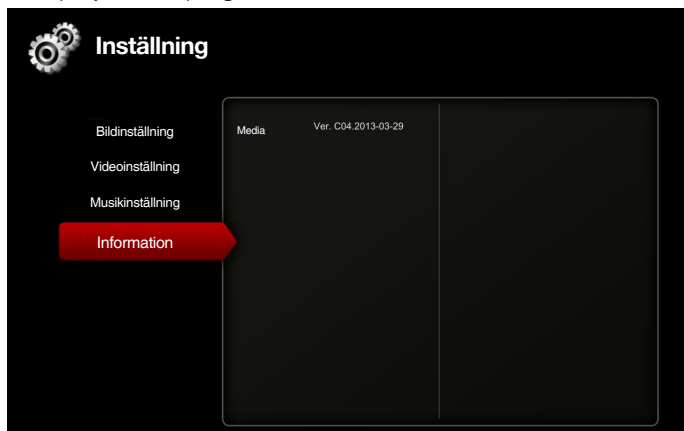 Inställning
Bildinställning
Media Ver. C04.2013-03-29
Videoinställning
Musikinställning
Information